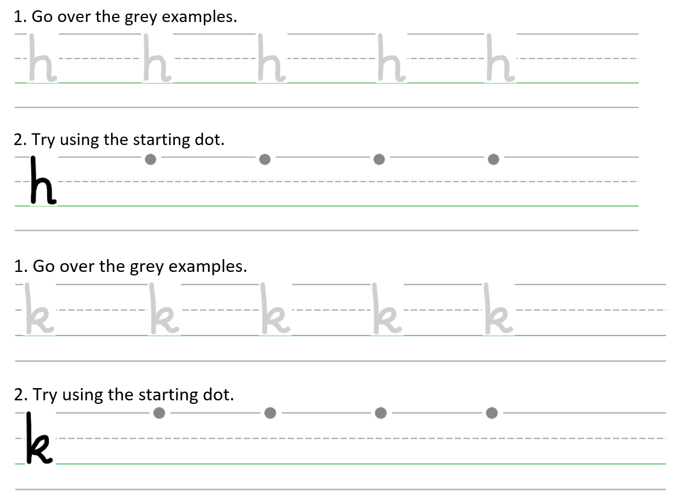 1. Go over the grey examples.
h h h h h
2. Try using the starting dot.
h
1. Go over the grey examples.
k k k k k
2. Try using the starting dot.
k